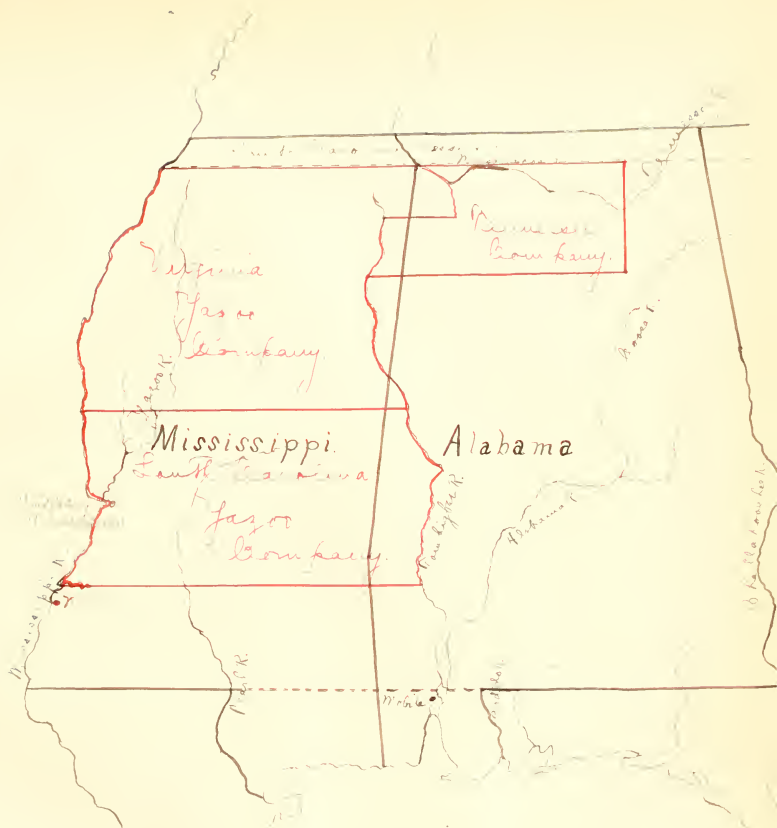 Tennessee R.
Tennessee
Company.
Virginia
Yazoo
Company.
Coosa R.
Yazoo R.
Mississippi.
Alabama
South Carolina
Yazoo
Company.
Tombigbee R.
Alabama R.
Chattahoochee R.
Mississippi R.
Pearl R.
Mobile